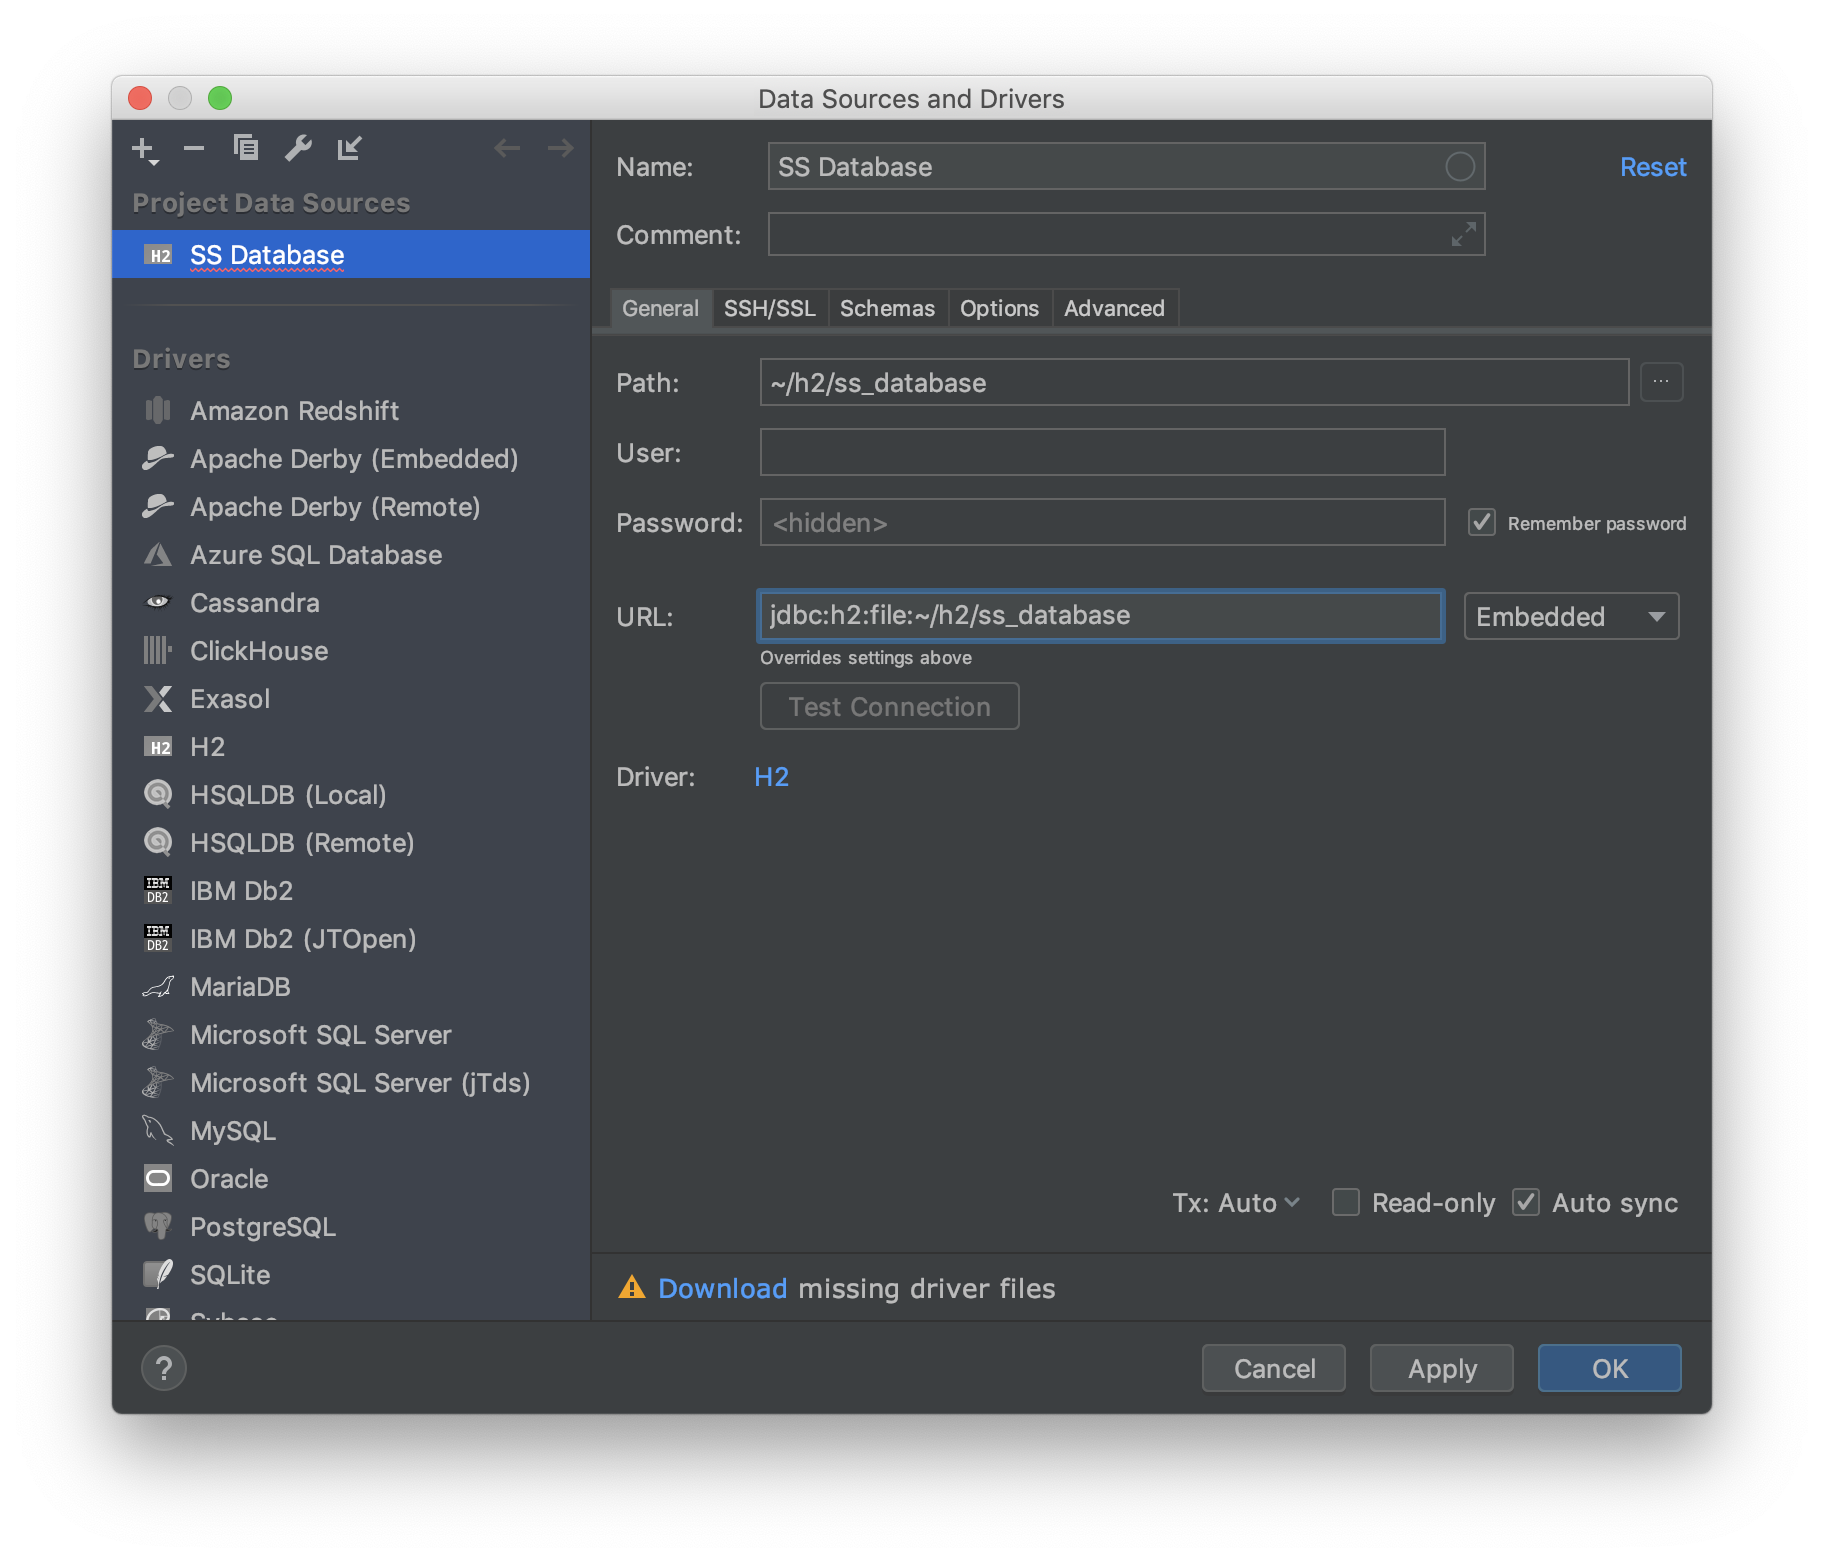 Data Sources and Drivers
Project Data Sources
H2 SS Database
Drivers
Amazon Redshift
Apache Derby (Embedded)
Apache Derby (Remote)
Azure SQL Database
Cassandra
ClickHouse
Exasol
H2 H2
HSQLDB (Local)
HSQLDB (Remote)
IBM DB2 IBM Db2
IBM DB2 IBM Db2 (JTOpen)
MariaDB
Microsoft SQL Server
Microsoft SQL Server (jTds)
MySQL
Oracle
PostgreSQL
SQLite
Name: SS Database Reset
Comment:
General SSH/SSL Schemas Options Advanced
Path: ~/h2/ss_database ...
User:
Password: <hidden> Remember password
URL: jdbc:h2:file:~/h2/ss_database Embedded
Overrides settings above
Test Connection
Driver: H2
Tx: Auto Read-only Auto sync
Download missing driver files
? Cancel Apply OK